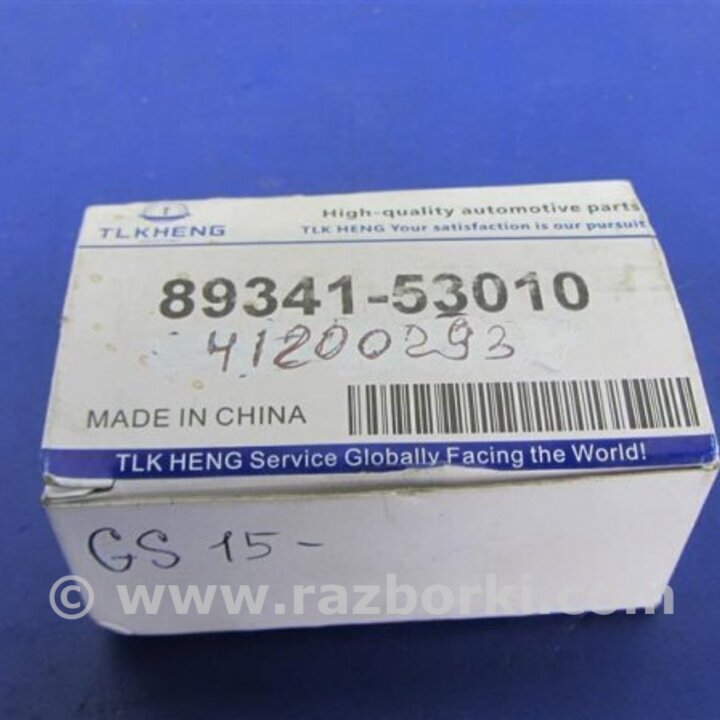 TLKHENG
High-quality automotive parts
TLK HENG Your satisfaction is our pursuit
89341-53010
41200293
MADE IN CHINA
TLK HENG Service Globally Facing the World!
GS 15-
© www.razborki.com